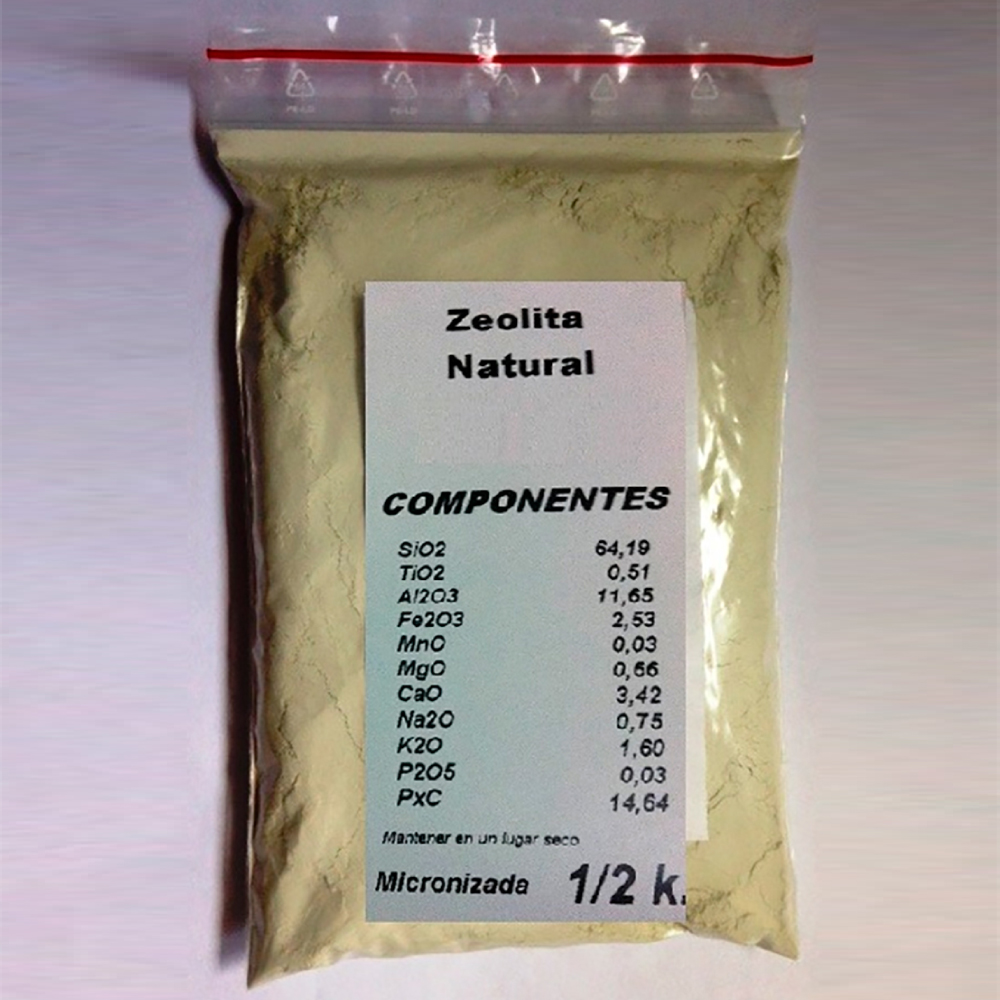 Zeolita
Natural
COMPONENTES
SiO2 64,19
TiO2 0,51
Al2O3 11,65
Fe2O3 2,53
MnO 0,03
MgO 0,66
CaO 3,42
Na2O 0,75
K2O 1,60
P2O5 0,03
PxC 14,64
Mantener en un lugar seco
Micronizada 1/2 k.